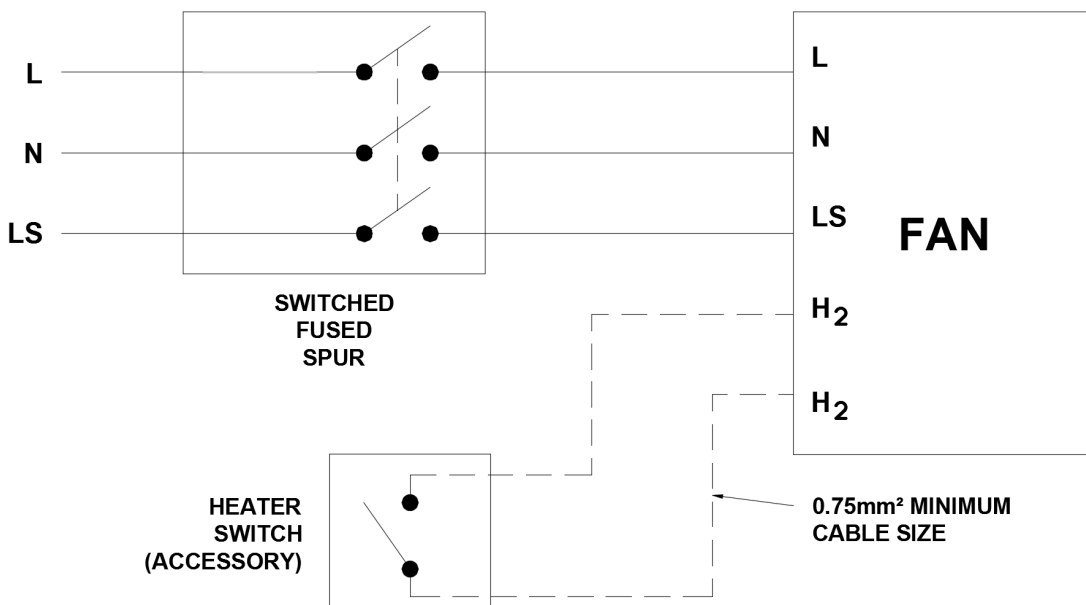 L
N
LS
SWITCHED
FUSED
SPUR
L
N
LS
FAN
H₂
H₂
HEATER
SWITCH
(ACCESSORY)
0.75mm² MINIMUM
CABLE SIZE